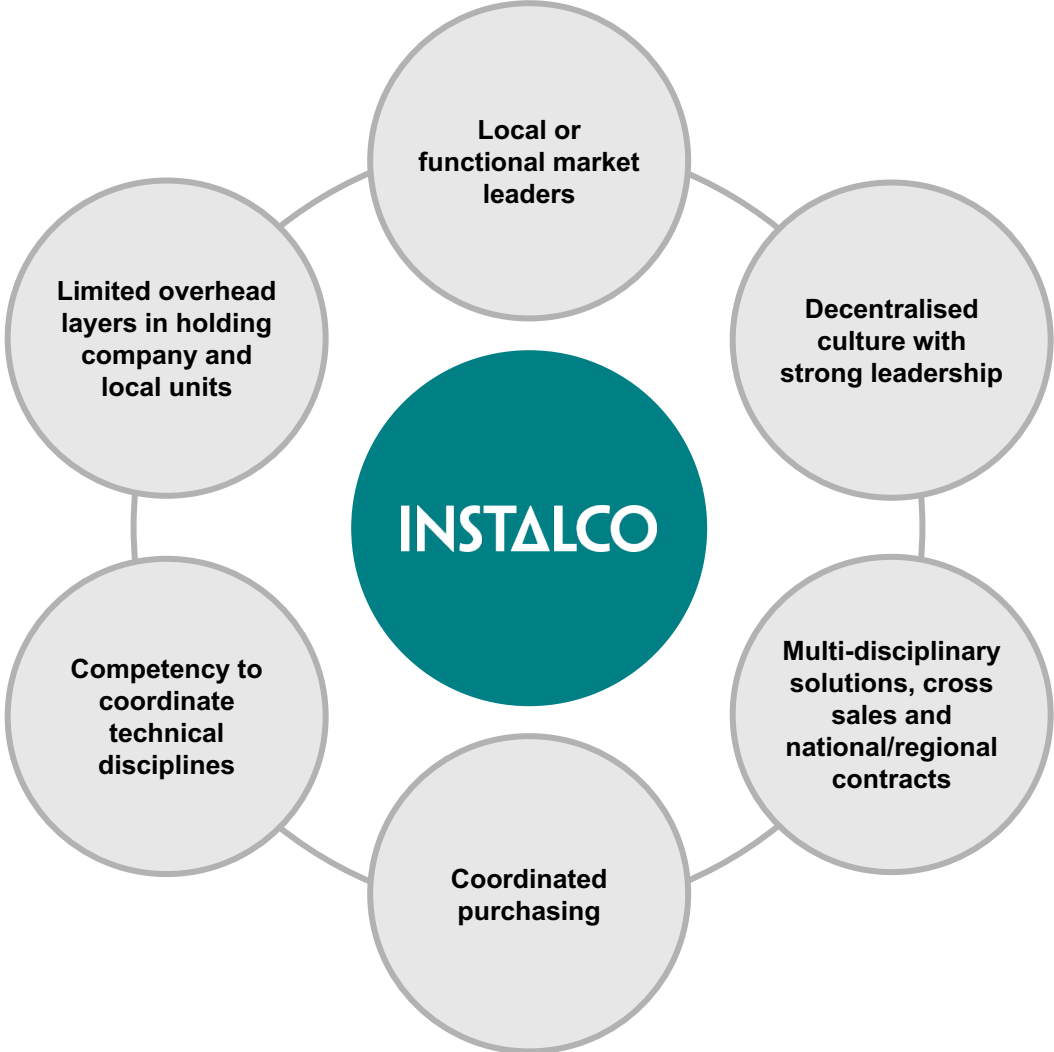 Local or
functional market
leaders
Limited overhead
layers in holding
company and
local units
Decentralised
culture with
strong leadership
INSTALCO
Competency to
coordinate
technical
disciplines
Multi-disciplinary
solutions, cross
sales and
national/regional
contracts
Coordinated
purchasing